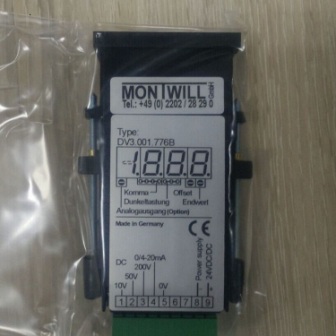 MONTWILL GmbH
Tel.: +49 (0) 2202 / 28 29 0
Type:
DV3.001.776B
1.8.8.8
Komma Offset
Dunkeltastung Endwert
Analogausgang (Option)
Made in Germany
CE
0/4-20mA
DC 200V
50V
10V 0V
Power supply
24VDC/DC
1 2 3 4 5 6 7 8 9